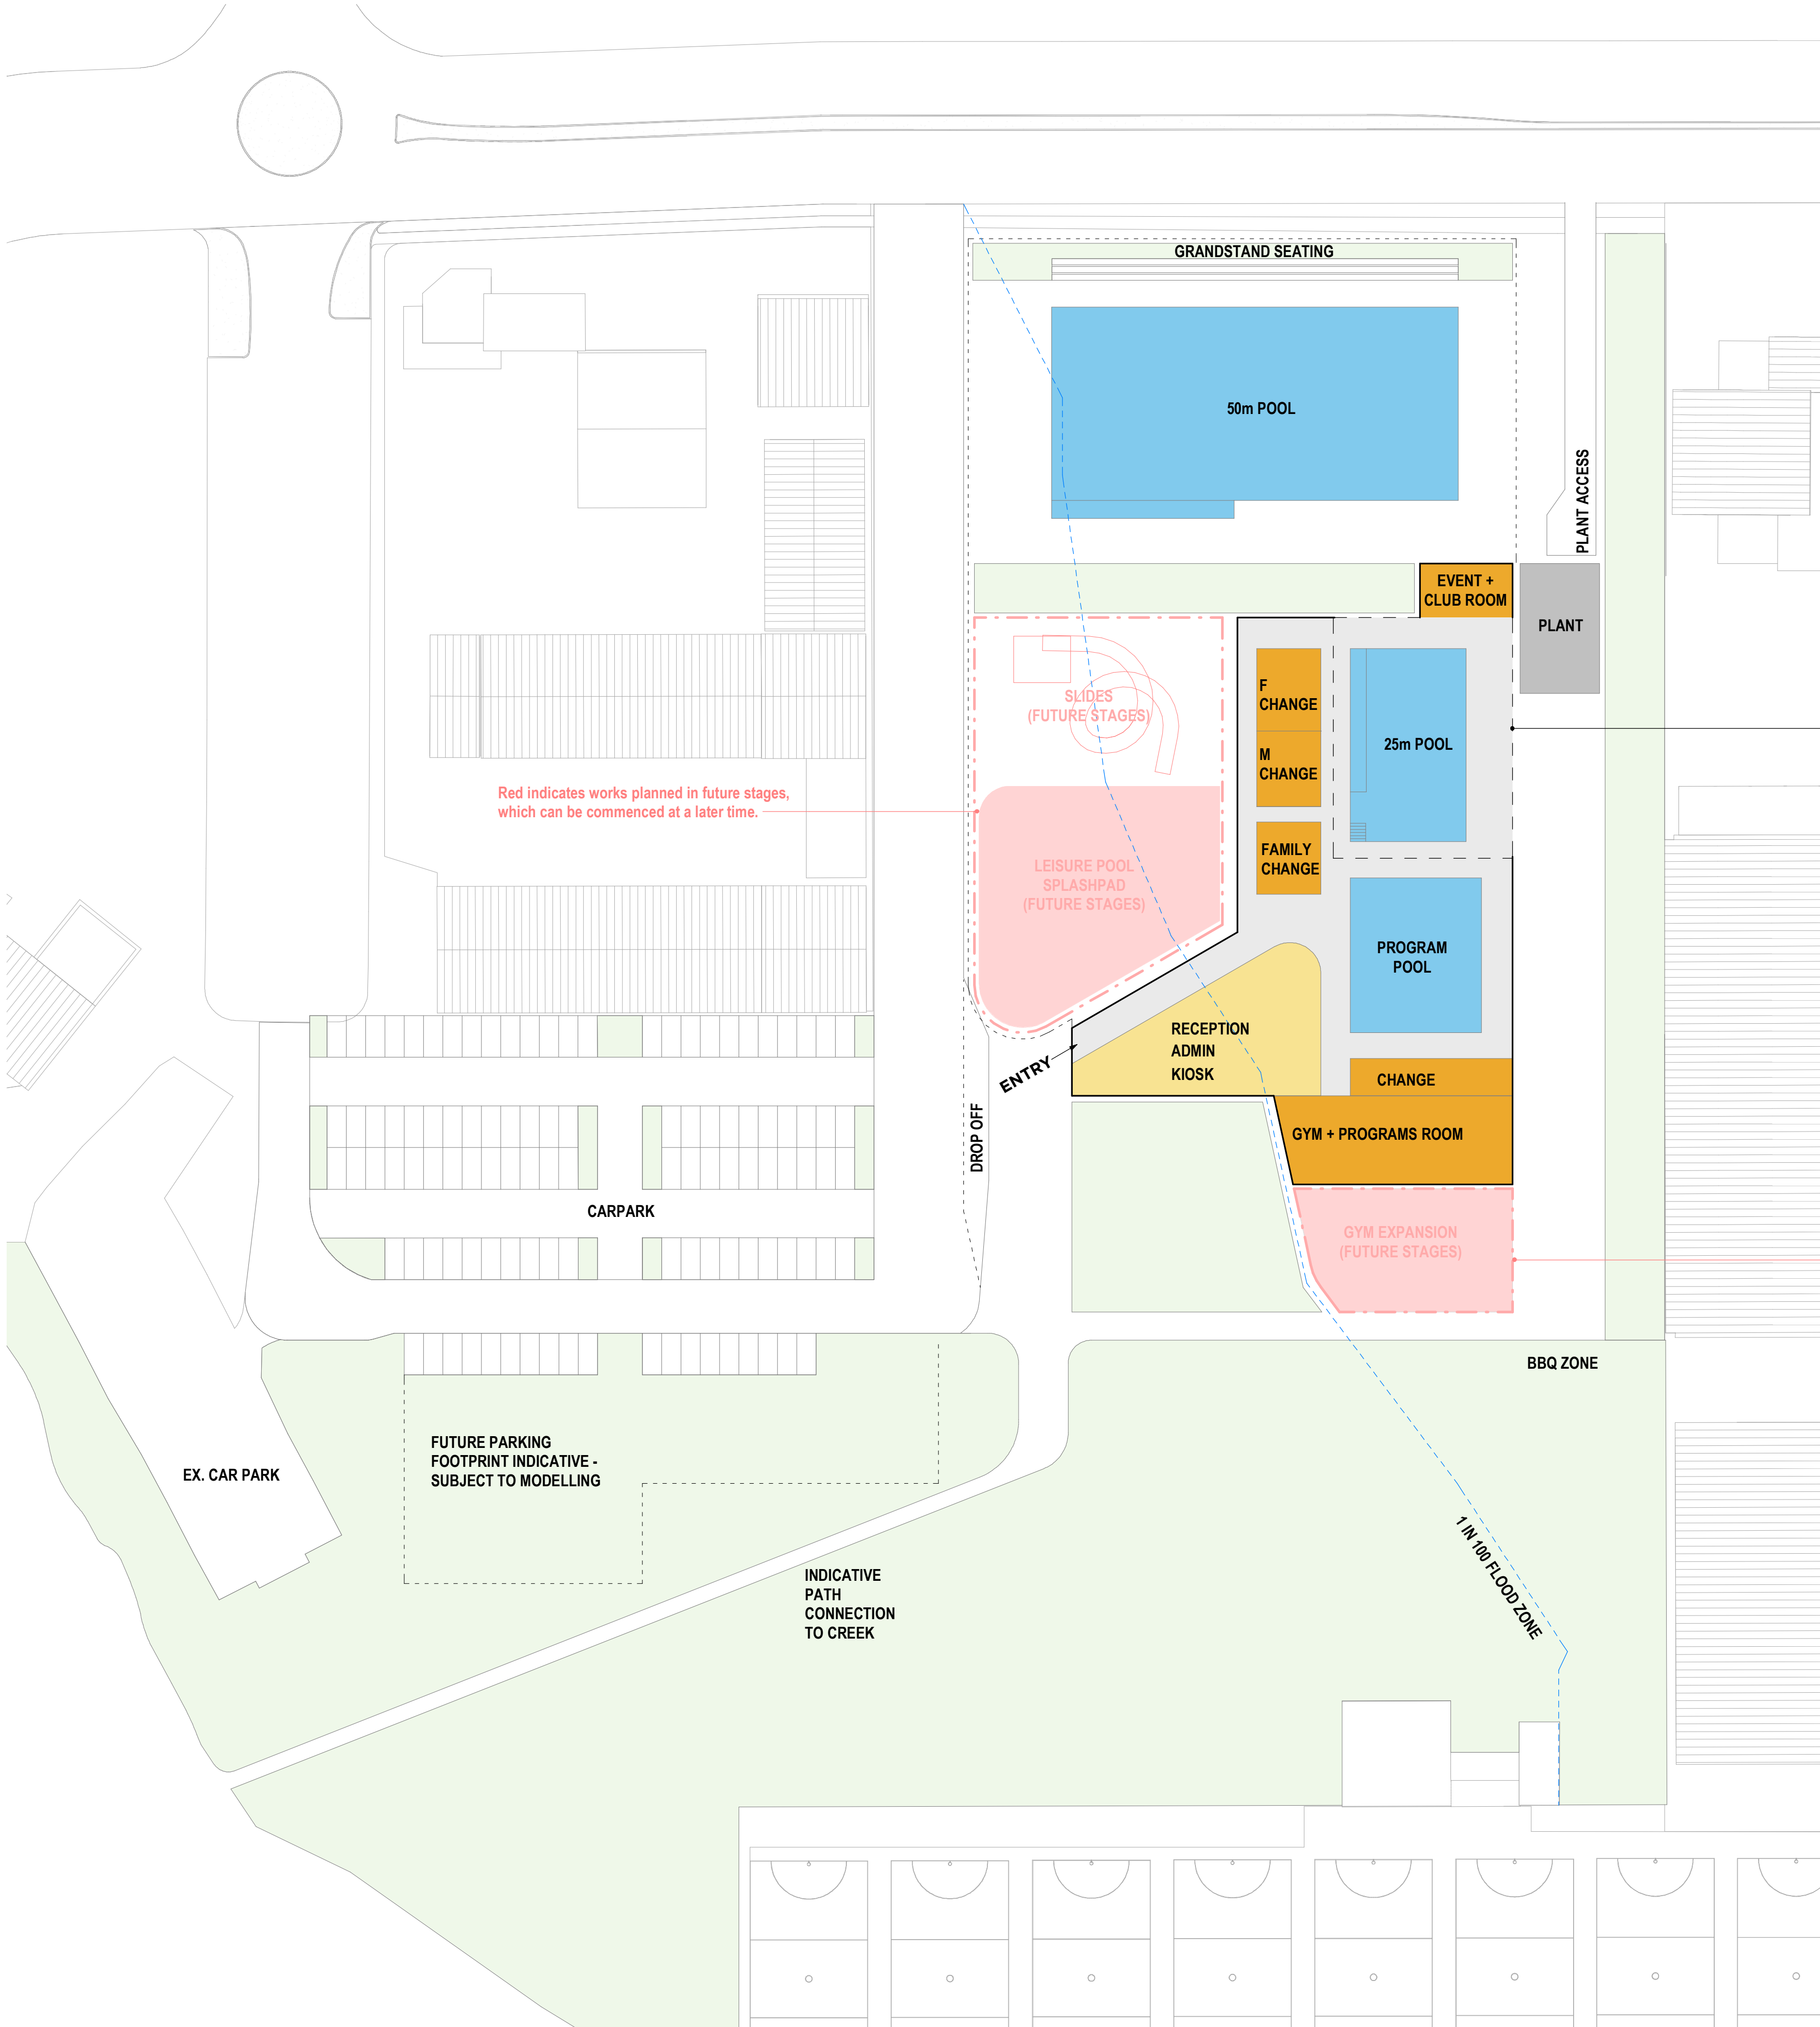 GRANDSTAND SEATING
50m POOL
PLANT ACCESS
EVENT +
CLUB ROOM
PLANT
SLIDES
(FUTURE STAGES)
F
CHANGE
M
CHANGE
25m POOL
Red indicates works planned in future stages,
which can be commenced at a later time.
FAMILY
CHANGE
LEISURE POOL
SPLASHPAD
(FUTURE STAGES)
PROGRAM
POOL
RECEPTION
ADMIN
KIOSK
ENTRY
CHANGE
DROP OFF
GYM + PROGRAMS ROOM
CARPARK
GYM EXPANSION
(FUTURE STAGES)
BBQ ZONE
FUTURE PARKING
FOOTPRINT INDICATIVE -
SUBJECT TO MODELLING
EX. CAR PARK
1 IN 100 FLOOD ZONE
INDICATIVE
PATH
CONNECTION
TO CREEK